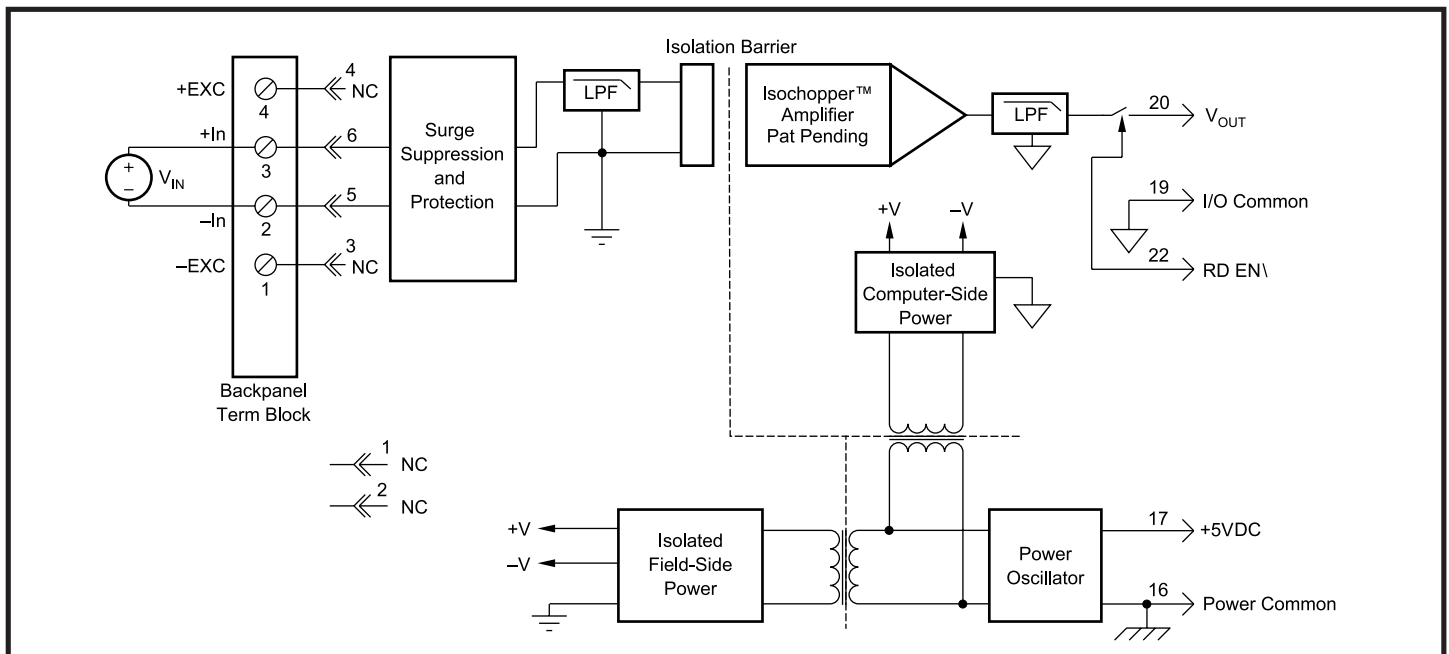 Isolation Barrier
+EXC
4
4
NC
+In
3
6
–In
2
5
–EXC
1
3
NC
+
–
V_IN
Surge
Suppression
and
Protection
LPF
Isochopper™
Amplifier
Pat Pending
LPF
20
V_OUT
19
I/O Common
22
RD EN\
+V
–V
Isolated
Computer-Side
Power
Backpanel
Term Block
1
NC
2
NC
+V
–V
Isolated
Field-Side
Power
Power
Oscillator
17
+5VDC
16
Power Common